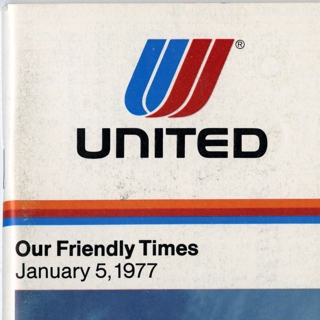 ®
UNITED
Our Friendly Times
January 5, 1977